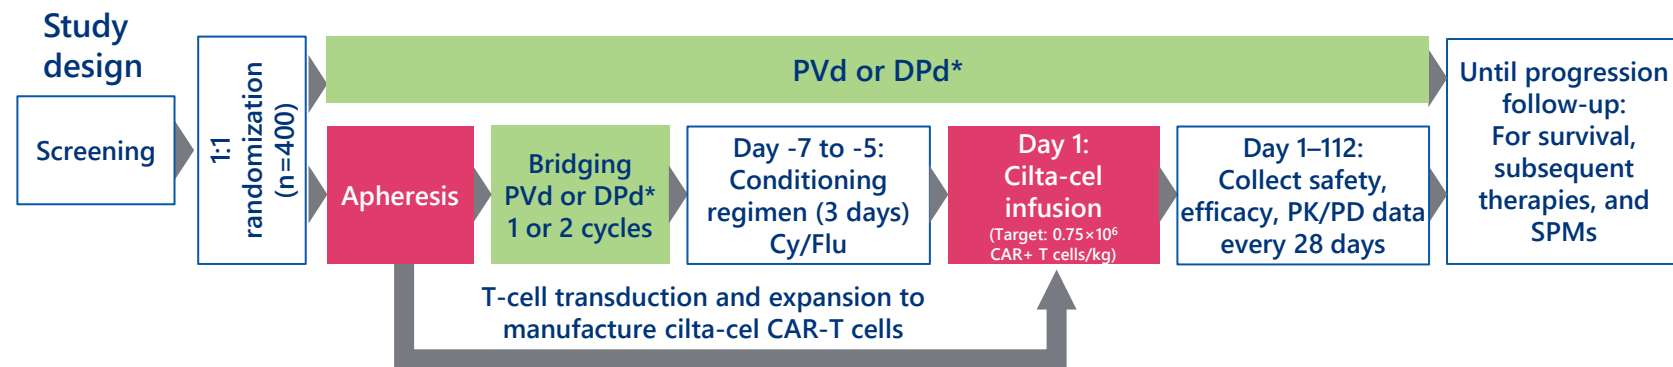 Study
design
Screening
1:1
randomization
(n=400)
PVd or DPd*
Apheresis
Bridging
PVd or DPd*
1 or 2 cycles
Day -7 to -5:
Conditioning
regimen (3 days)
Cy/Flu
Day 1:
Cilta-cel
infusion
(Target: 0.75×10⁶
CAR+ T cells/kg)
Day 1–112:
Collect safety,
efficacy, PK/PD data
every 28 days
Until progression
follow-up:
For survival,
subsequent
therapies, and
SPMs
T-cell transduction and expansion to
manufacture cilta-cel CAR-T cells